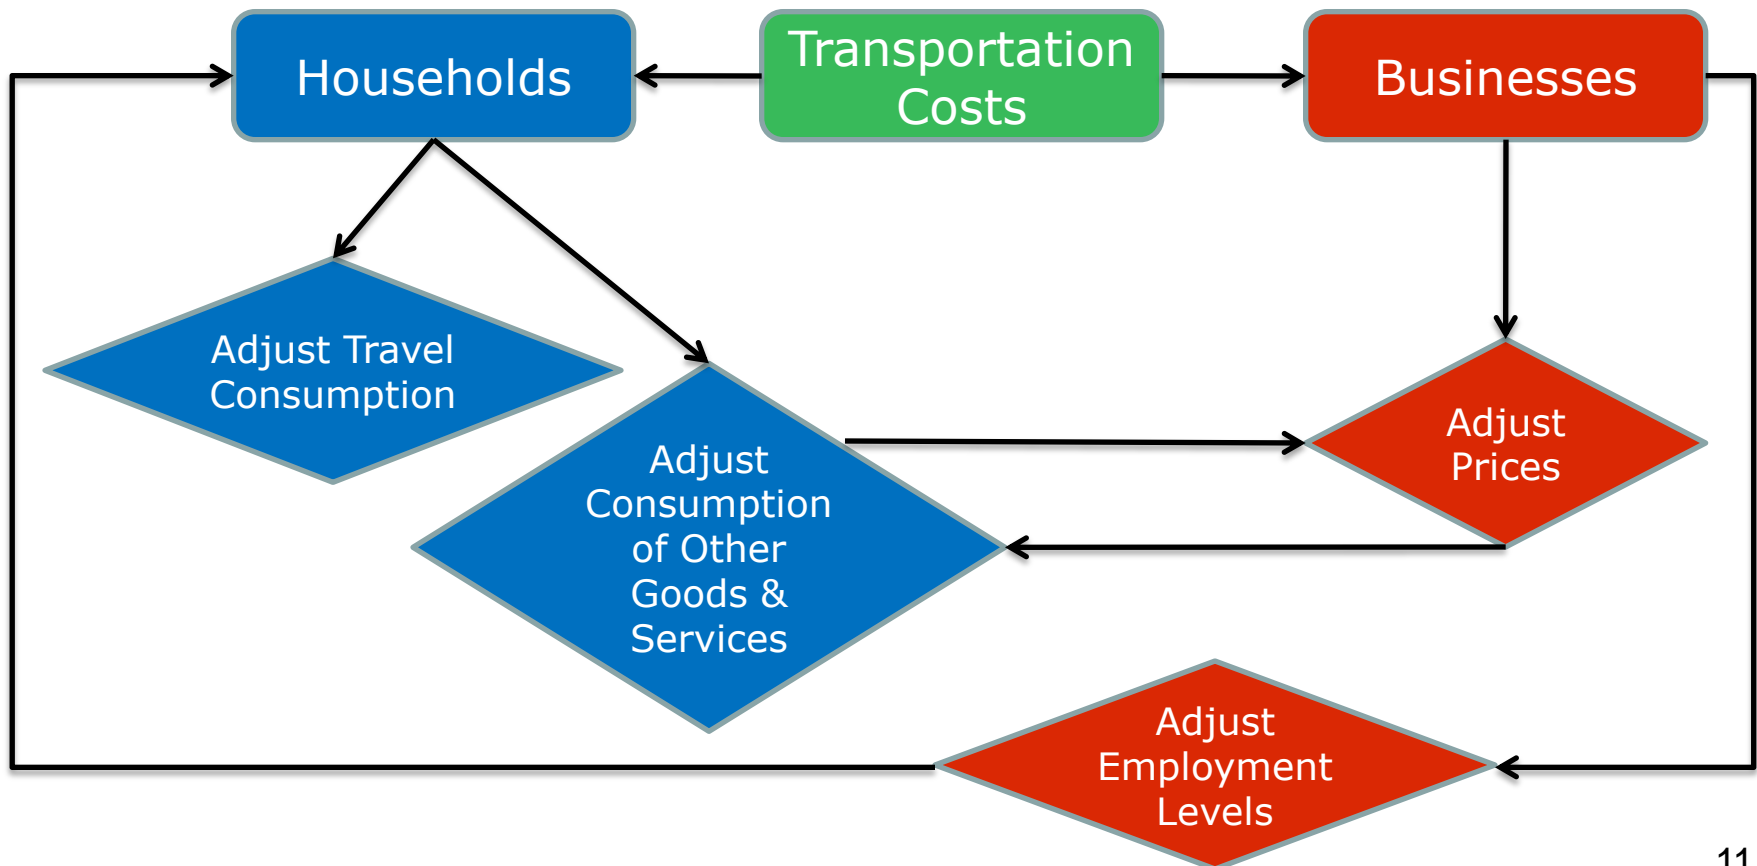 Households
Transportation
Costs
Businesses
Adjust Travel
Consumption
Adjust
Consumption
of Other
Goods &
Services
Adjust
Prices
Adjust
Employment
Levels
11